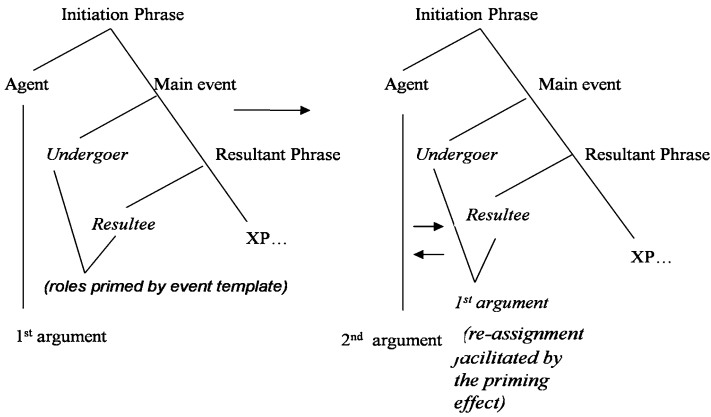 Initiation Phrase
Agent
Main event
Undergoer
Resultant Phrase
Resultee
XP…
(roles primed by event template)
1st argument
Initiation Phrase
Agent
Main event
Undergoer
Resultant Phrase
Resultee
XP…
1st argument
2nd argument
(re-assignment
facilitated by
the priming
effect)